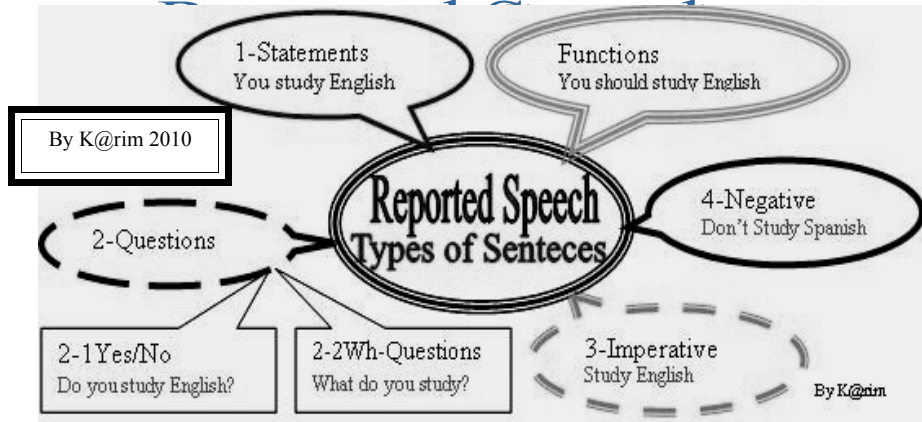 1-Statements
You study English
Functions
You should study English
By K@rim 2010
Reported Speech
Types of Senteces
4-Negative
Don't Study Spanish
2-Questions
2-1Yes/No
Do you study English?
2-2Wh-Questions
What do you study?
3-Imperative
Study English
By K@rim